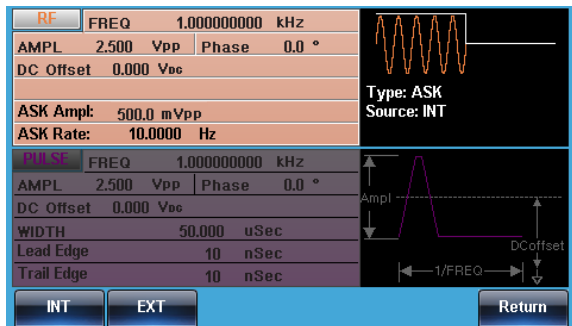 RF FREQ 1.000000000 kHz
AMPL 2.500 Vpp Phase 0.0 °
DC Offset 0.000 VDC
ASK Ampl: 500.0 mVpp
ASK Rate: 10.0000 Hz
Type: ASK
Source: INT
PULSE FREQ 1.000000000 kHz
AMPL 2.500 Vpp Phase 0.0 °
DC Offset 0.000 VDC
WIDTH 50.000 uSec
Lead Edge 10 nSec
Trail Edge 10 nSec
Ampl
DCoffset
1/FREQ
INT EXT Return